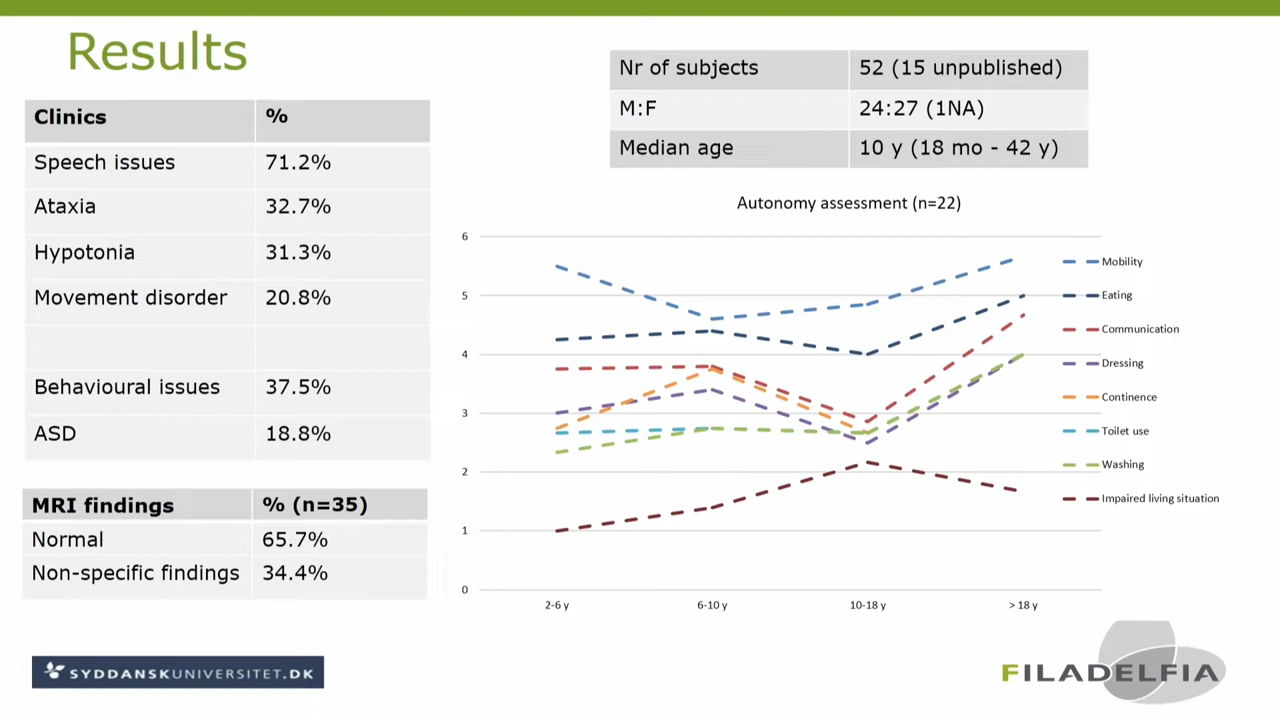 Results
Nr of subjects 52 (15 unpublished)
M:F 24:27 (1NA)
Median age 10 y (18 mo - 42 y)
Clinics %
Speech issues 71.2%
Ataxia 32.7%
Hypotonia 31.3%
Movement disorder 20.8%
Behavioural issues 37.5%
ASD 18.8%
MRI findings % (n=35)
Normal 65.7%
Non-specific findings 34.4%
Autonomy assessment (n=22)
6
5
4
3
2
1
0
2-6 y 6-10 y 10-18 y > 18 y
Mobility
Eating
Communication
Dressing
Continence
Toilet use
Washing
Impaired living situation
SYDDANSKUNIVERSITET.DK
FILADELFIA